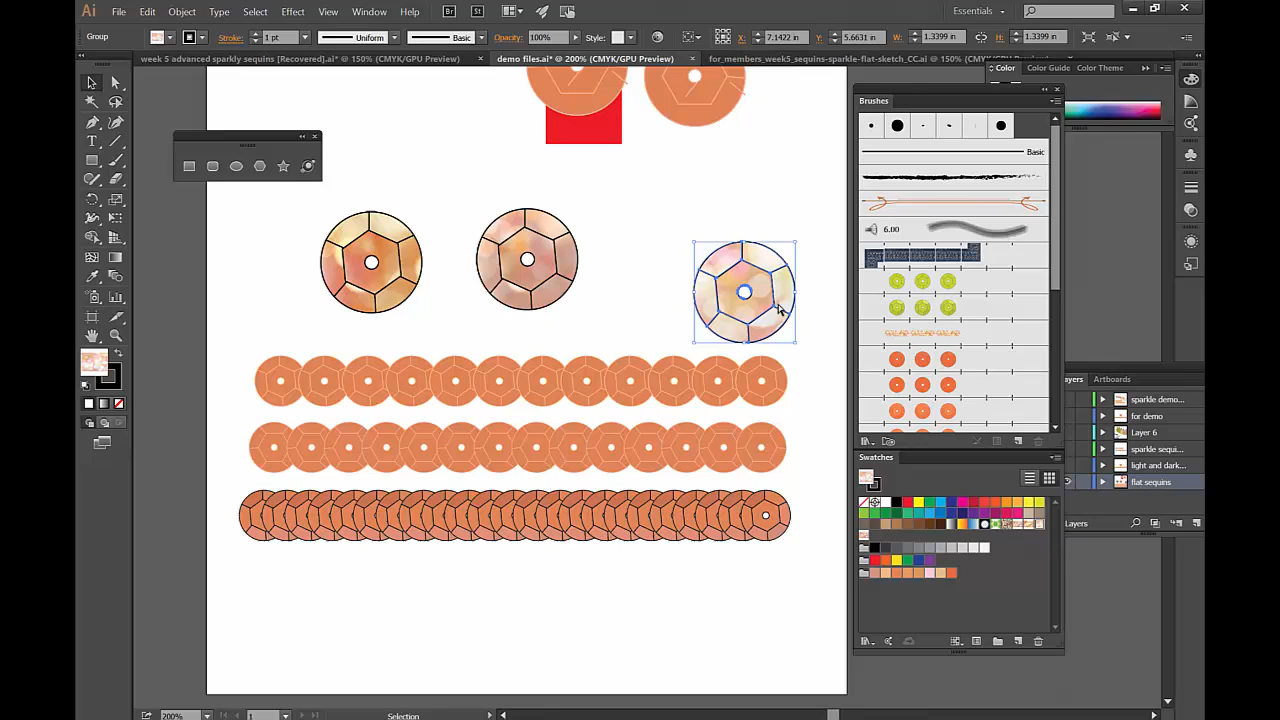 Ai File Edit Object Type Select Effect View Window Help Br St Essentials
Group Stroke: 1 pt Uniform Basic Opacity: 100% Style: X: 7.1422 in Y: 5.6631 in W: 1.3399 in H: 1.3399 in
week 5 advanced sparkly sequins [Recovered].ai* @ 150% (CMYK/GPU Preview) × demo files.ai* @ 200% (CMYK/GPU Preview) × for_members_week5_sequins-sparkle-flat-sketch_CC.ai @ 150% (CMYK/GPU Preview)
Color Color Guide Color Theme
Brushes
Basic
6.00
ayers Artboards
sparkle demo...
for demo
Layer 6
sparkle sequi...
light and dark...
flat sequins
Swatches
Layers
200% 1 Selection